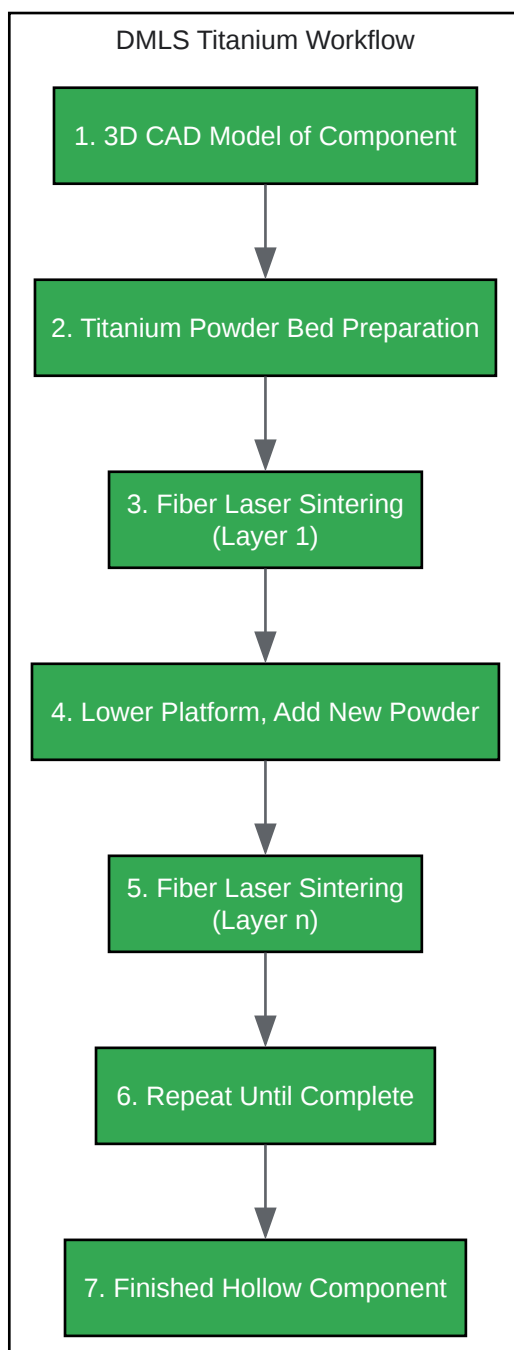 DMLS Titanium Workflow
1. 3D CAD Model of Component
2. Titanium Powder Bed Preparation
3. Fiber Laser Sintering
(Layer 1)
4. Lower Platform, Add New Powder
5. Fiber Laser Sintering
(Layer n)
6. Repeat Until Complete
7. Finished Hollow Component